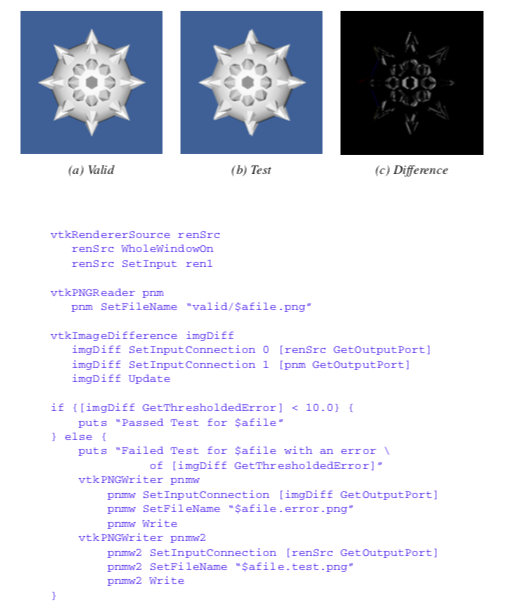 (a) Valid
(b) Test
(c) Difference
vtkRendererSource renSrc
renSrc WholeWindowOn
renSrc SetInput ren1
vtkPNGReader pnm
pnm SetFileName “valid/$afile.png”
vtkImageDifference imgDiff
imgDiff SetInputConnection 0 [renSrc GetOutputPort]
imgDiff SetInputConnection 1 [pnm GetOutputPort]
imgDiff Update
if {[imgDiff GetThresholdedError] < 10.0} {
puts “Passed Test for $afile”
} else {
puts “Failed Test for $afile with an error \
of [imgDiff GetThresholdedError]”
vtkPNGWriter pnmw
pnmw SetInputConnection [imgDiff GetOutputPort]
pnmw SetFileName “$afile.error.png”
pnmw Write
vtkPNGWriter pnmw2
pnmw2 SetInputConnection [renSrc GetOutputPort]
pnmw2 SetFileName “$afile.test.png”
pnmw2 Write
}